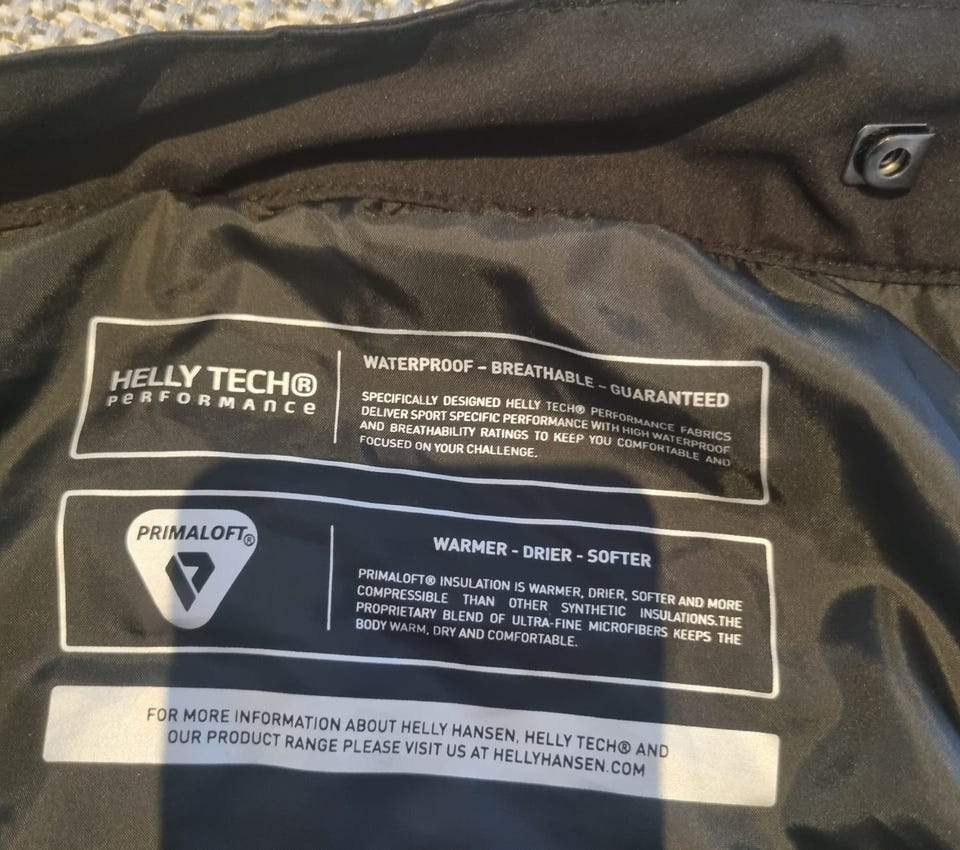 HELLY TECH®
PERFORMANCE
WATERPROOF – BREATHABLE – GUARANTEED
SPECIFICALLY DESIGNED HELLY TECH® PERFORMANCE FABRICS
DELIVER SPORT SPECIFIC PERFORMANCE WITH HIGH WATERPROOF
AND BREATHABILITY RATINGS TO KEEP YOU COMFORTABLE AND
FOCUSED ON YOUR CHALLENGE.
PRIMALOFT®
WARMER - DRIER - SOFTER
PRIMALOFT® INSULATION IS WARMER, DRIER, SOFTER AND MORE
COMPRESSIBLE THAN OTHER SYNTHETIC INSULATIONS.THE
PROPRIETARY BLEND OF ULTRA-FINE MICROFIBERS KEEPS THE
BODY WARM, DRY AND COMFORTABLE.
FOR MORE INFORMATION ABOUT HELLY HANSEN, HELLY TECH® AND
OUR PRODUCT RANGE PLEASE VISIT US AT HELLYHANSEN.COM